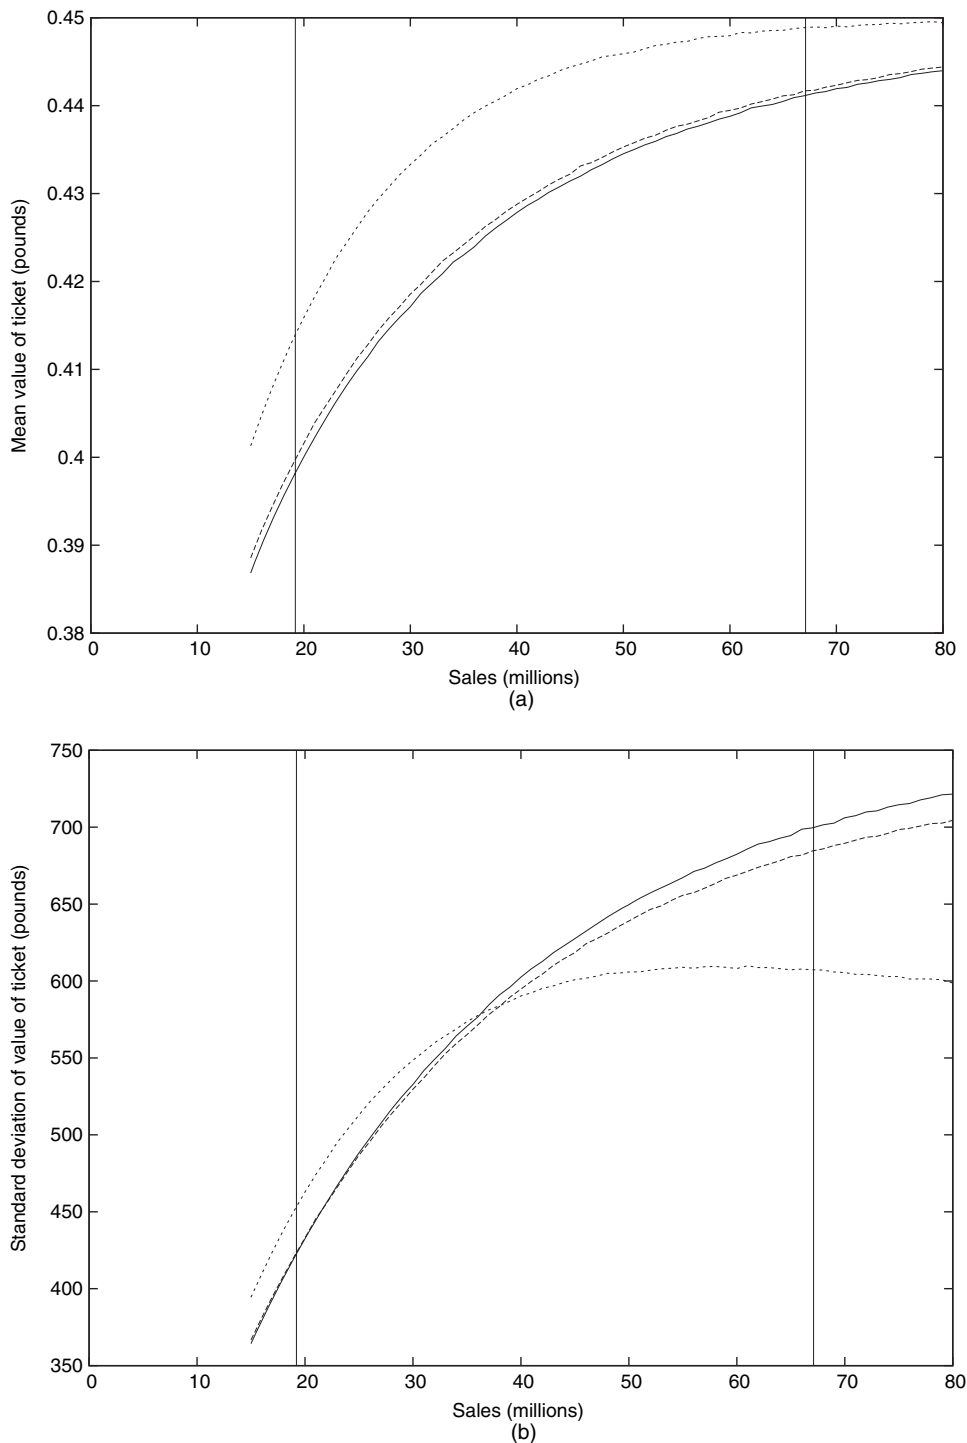 0.45
0.44
0.43
0.42
0.41
0.4
0.39
0.38
Mean value of ticket (pounds)
0 10 20 30 40 50 60 70 80
Sales (millions)
(a)
750
700
650
600
550
500
450
400
350
Standard deviation of value of ticket (pounds)
0 10 20 30 40 50 60 70 80
Sales (millions)
(b)